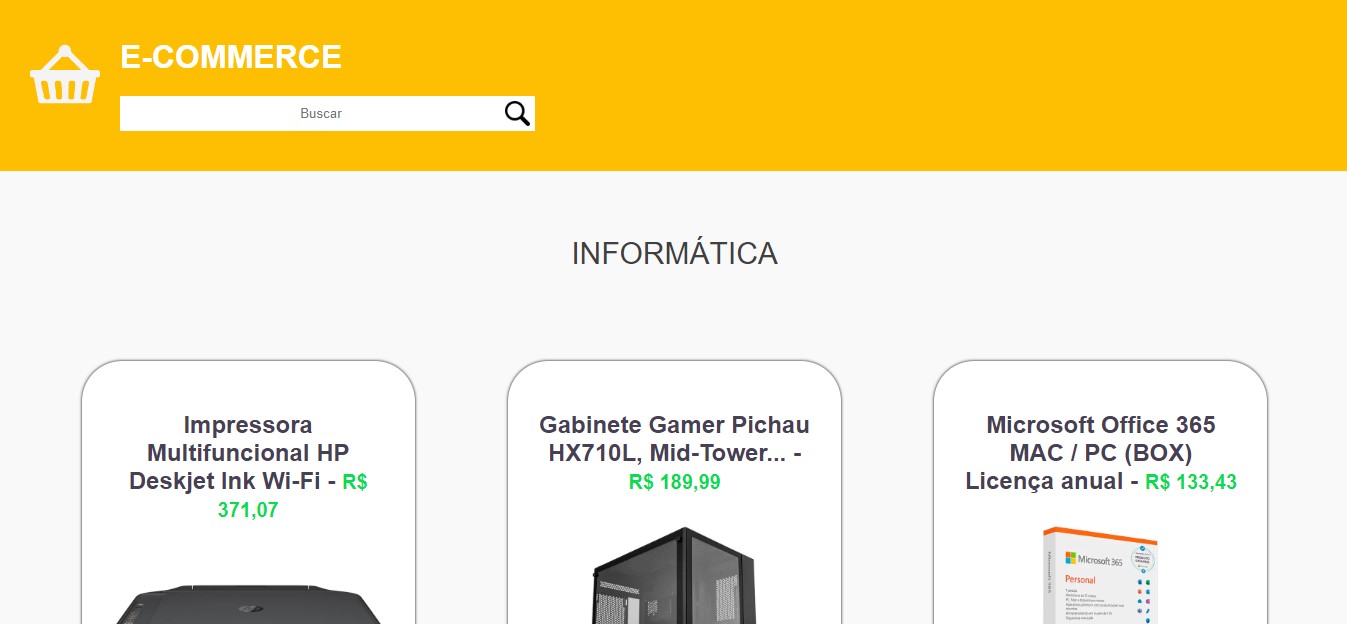 E-COMMERCE
Buscar
INFORMÁTICA
Impressora
Multifuncional HP
Deskjet Ink Wi-Fi - R$
371,07
Gabinete Gamer Pichau
HX710L, Mid-Tower... -
R$ 189,99
Microsoft Office 365
MAC / PC (BOX)
Licença anual - R$ 133,43
Microsoft 365
Personal